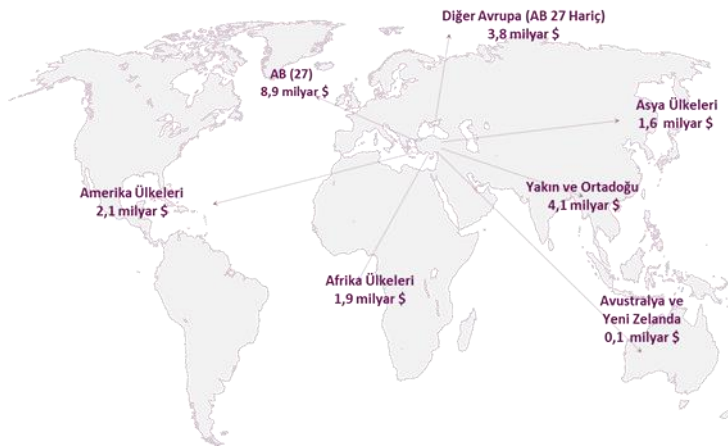 Diğer Avrupa (AB 27 Hariç)
3,8 milyar $
AB (27)
8,9 milyar $
Asya Ülkeleri
1,6 milyar $
Amerika Ülkeleri
2,1 milyar $
Yakın ve Ortadoğu
4,1 milyar $
Afrika Ülkeleri
1,9 milyar $
Avustralya ve
Yeni Zelanda
0,1 milyar $